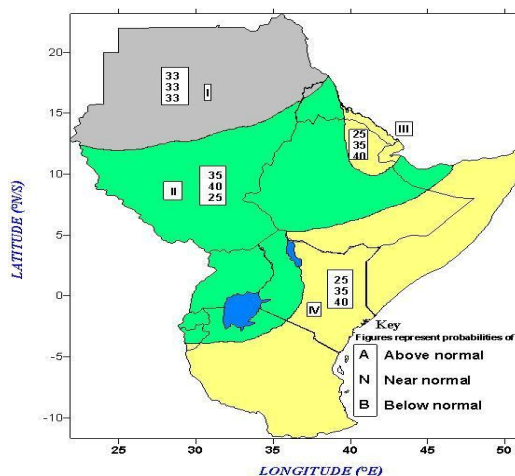 20
33
33
33
I
15
25
35
40
III
10
II
35
40
25
LATITUDE (°N/S)
5
25
35
40
0
IV
Key
Figures represent probabilities of
A Above normal
-5
N Near normal
B Below normal
-10
25 30 35 40 45 50
LONGITUDE (°E)